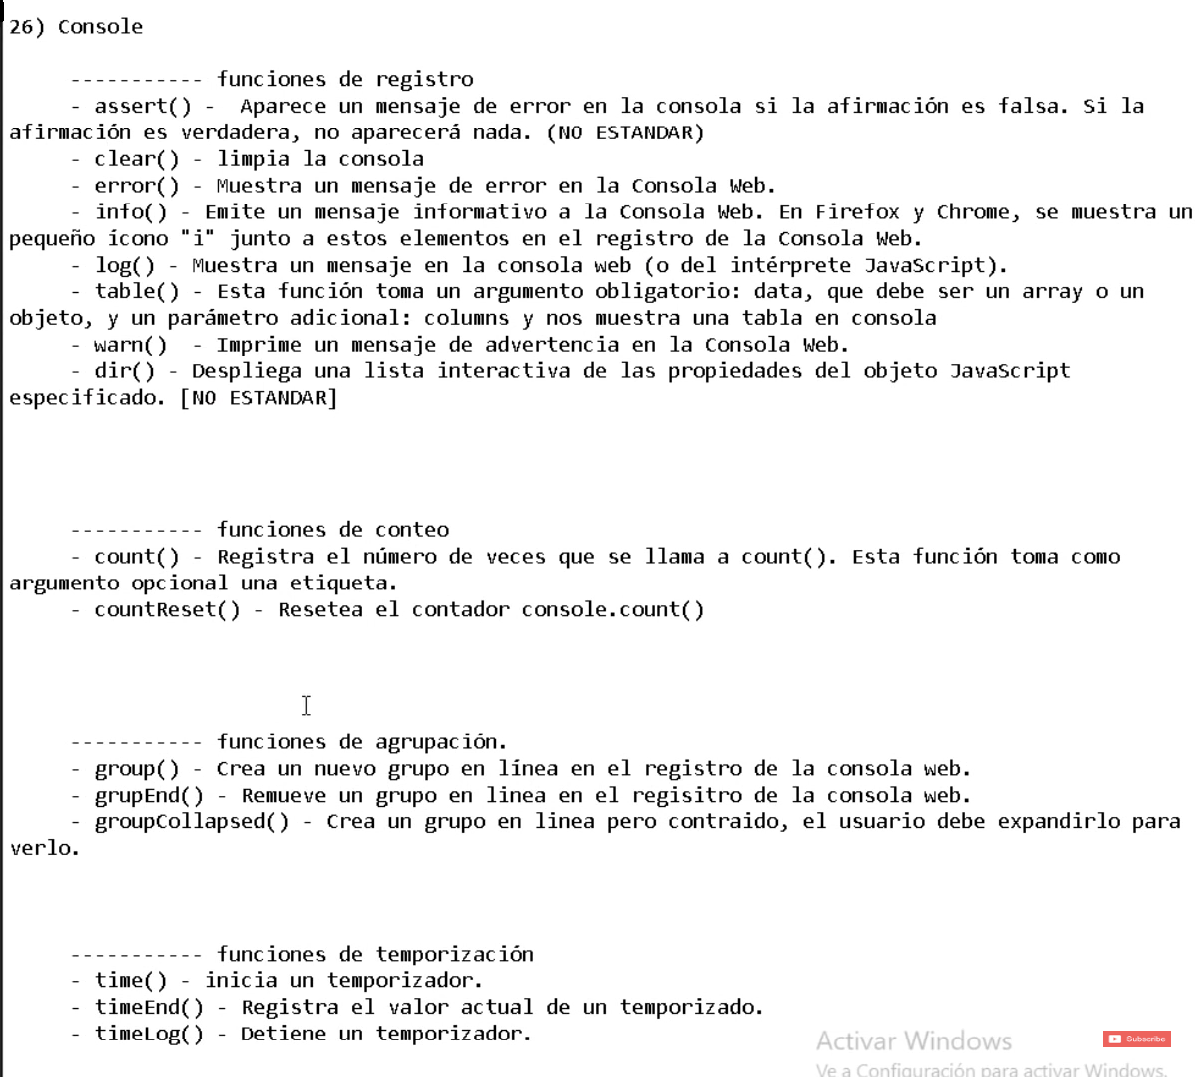 26) Console
----------- funciones de registro
- assert() - Aparece un mensaje de error en la consola si la afirmación es falsa. Si la
afirmación es verdadera, no aparecerá nada. (NO ESTANDAR)
- clear() - limpia la consola
- error() - Muestra un mensaje de error en la Consola Web.
- info() - Emite un mensaje informativo a la Consola Web. En Firefox y Chrome, se muestra un
pequeño ícono "i" junto a estos elementos en el registro de la Consola Web.
- log() - Muestra un mensaje en la consola web (o del intérprete JavaScript).
- table() - Esta función toma un argumento obligatorio: data, que debe ser un array o un
objeto, y un parámetro adicional: columns y nos muestra una tabla en consola
- warn()  - Imprime un mensaje de advertencia en la Consola Web.
- dir() - Despliega una lista interactiva de las propiedades del objeto JavaScript
especificado. [NO ESTANDAR]
----------- funciones de conteo
- count() - Registra el número de veces que se llama a count(). Esta función toma como
argumento opcional una etiqueta.
- countReset() - Resetea el contador console.count()
----------- funciones de agrupación.
- group() - Crea un nuevo grupo en línea en el registro de la consola web.
- grupEnd() - Remueve un grupo en linea en el regisitro de la consola web.
- groupCollapsed() - Crea un grupo en linea pero contraido, el usuario debe expandirlo para
verlo.
----------- funciones de temporización
- time() - inicia un temporizador.
- timeEnd() - Registra el valor actual de un temporizado.
- timeLog() - Detiene un temporizador.
Activar Windows
Subscribe
Ve a Configuración para activar Windows.